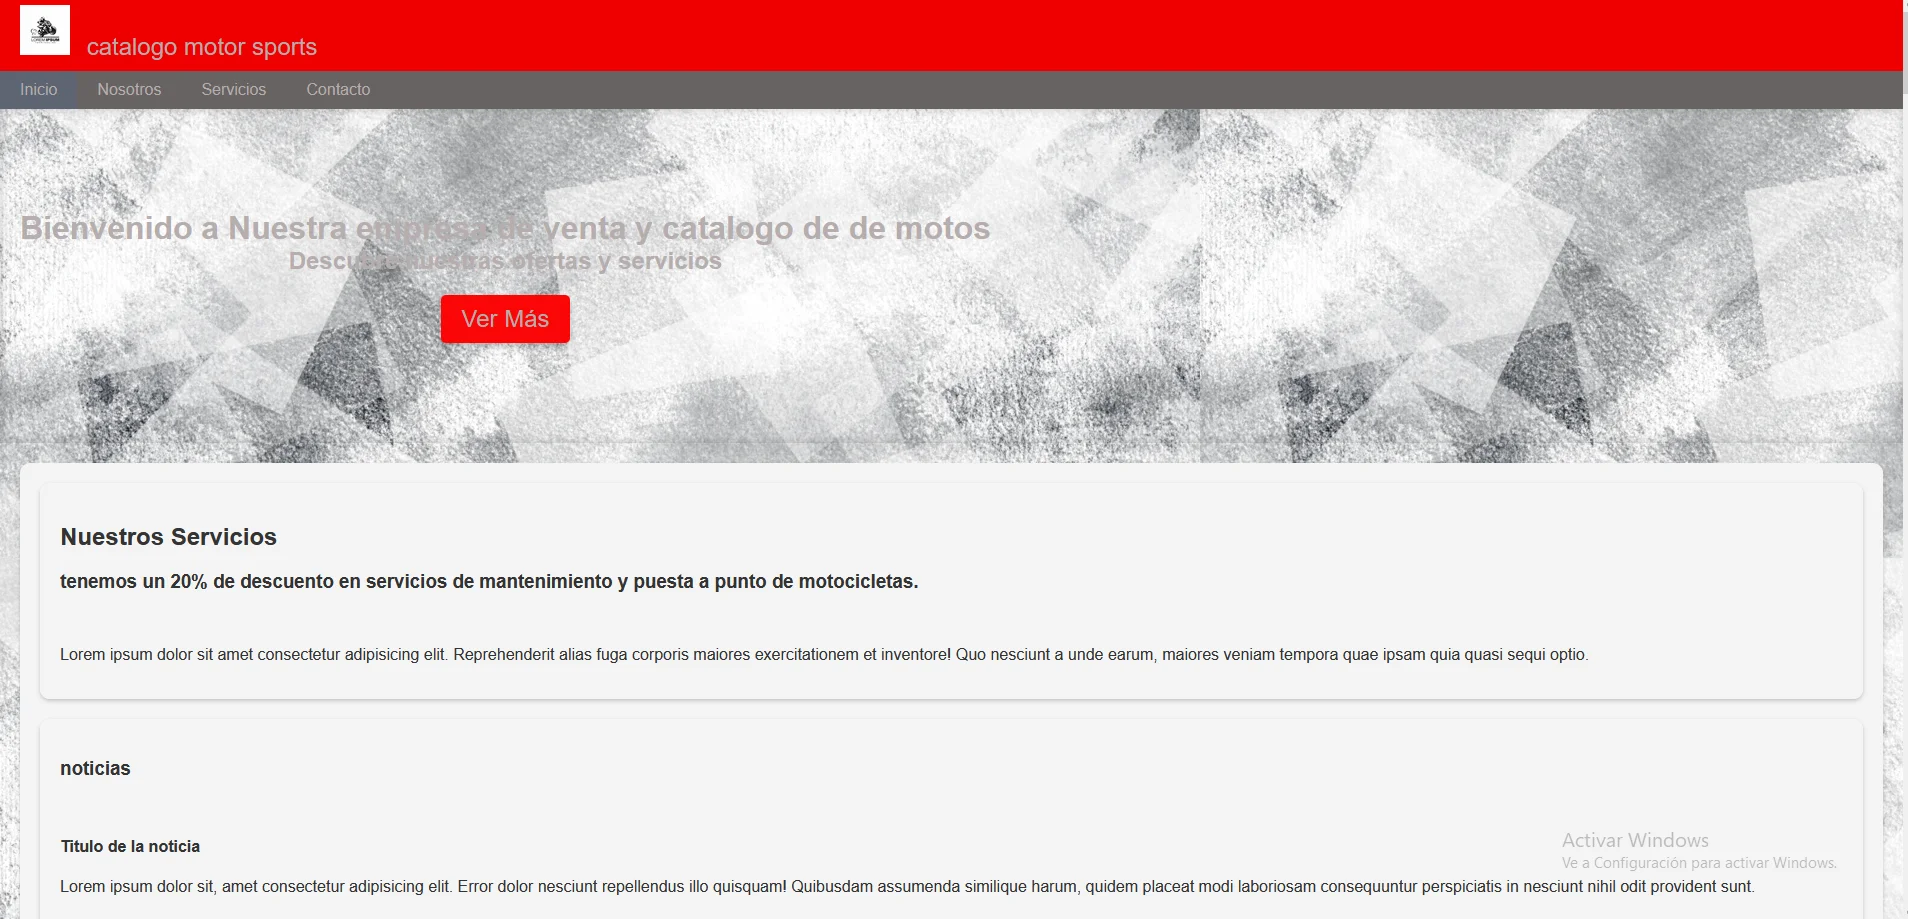 LOREM IPSUM
catalogo motor sports
Inicio Nosotros Servicios Contacto
Bienvenido a Nuestra empresa de venta y catalogo de de motos
Descubre nuestras ofertas y servicios
Ver Más
Nuestros Servicios
tenemos un 20% de descuento en servicios de mantenimiento y puesta a punto de motocicletas.
Lorem ipsum dolor sit amet consectetur adipisicing elit. Reprehenderit alias fuga corporis maiores exercitationem et inventore! Quo nesciunt a unde earum, maiores veniam tempora quae ipsam quia quasi sequi optio.
noticias
Titulo de la noticia
Lorem ipsum dolor sit, amet consectetur adipisicing elit. Error dolor nesciunt repellendus illo quisquam! Quibusdam assumenda similique harum, quidem placeat modi laboriosam consequuntur perspiciatis in nesciunt nihil odit provident sunt.
Activar Windows
Ve a Configuración para activar Windows.